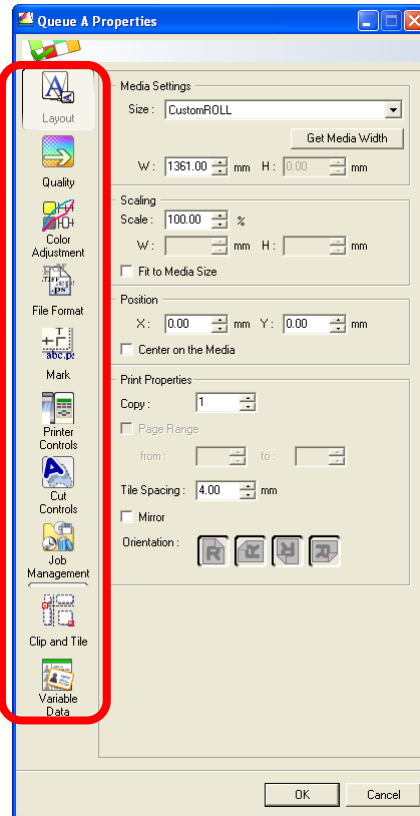 Queue A Properties
Layout
Quality
Color
Adjustment
File Format
abc.ps
Mark
Printer
Controls
Cut
Controls
Job
Management
Clip and Tile
Variable
Data
Media Settings
Size : CustomROLL
Get Media Width
W : 1361.00 mm H : 0.00 mm
Scaling
Scale : 100.00 %
W : mm H : mm
Fit to Media Size
Position
X : 0.00 mm Y : 0.00 mm
Center on the Media
Print Properties
Copy : 1
Page Range
from : to :
Tile Spacing : 4.00 mm
Mirror
Orientation :
R R R R
OK Cancel